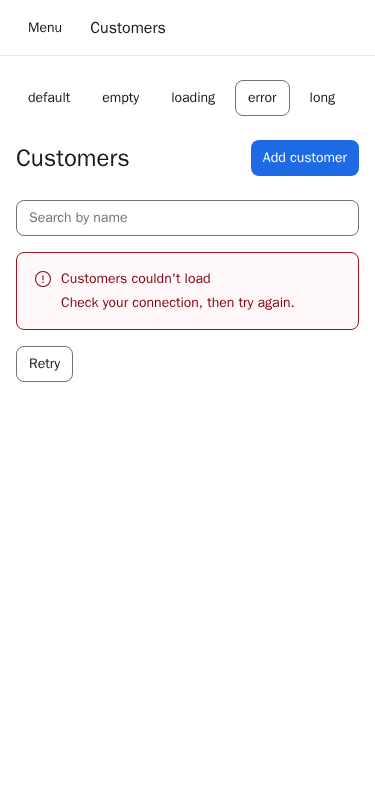 Menu Customers
default empty loading error long
Customers Add customer
Search by name
Customers couldn't load
Check your connection, then try again.
Retry